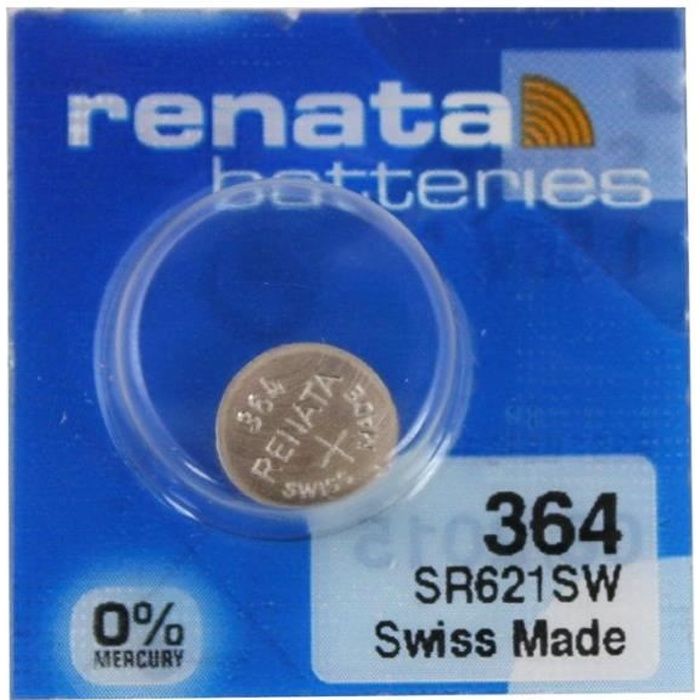 renata
batteries
364
RENATA
+
SWISS MADE
364
SR621SW
Swiss Made
0%
MERCURY